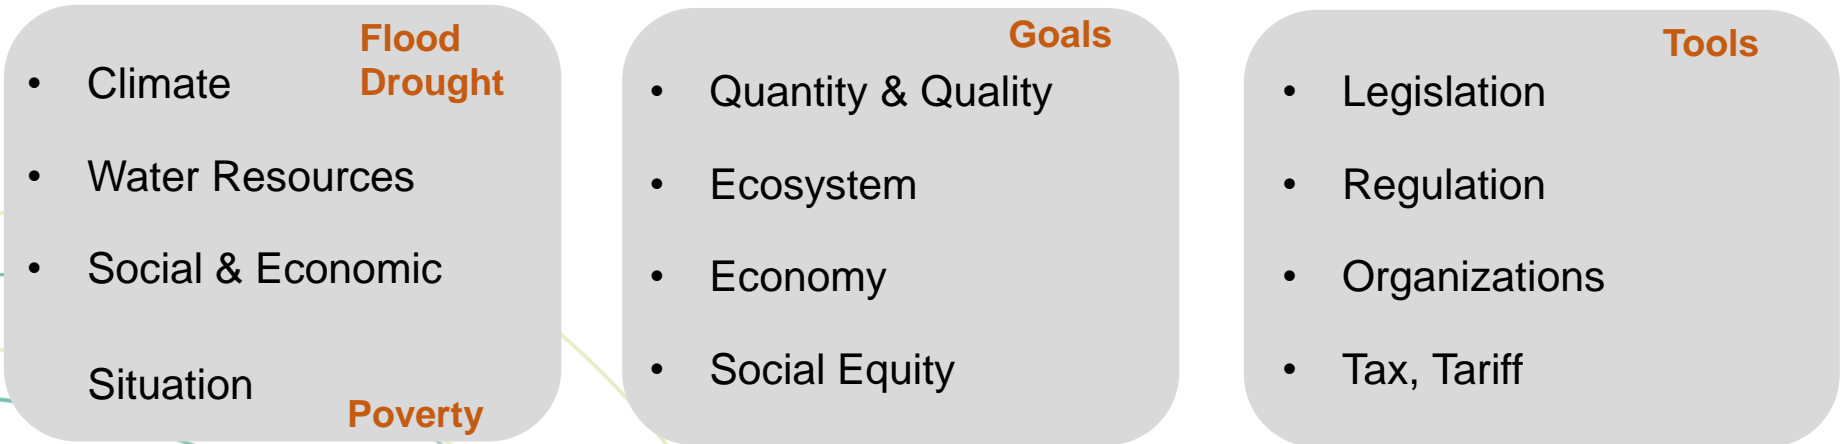 Flood
Drought
• Climate
• Water Resources
• Social & Economic
Situation
Poverty
Goals
• Quantity & Quality
• Ecosystem
• Economy
• Social Equity
Tools
• Legislation
• Regulation
• Organizations
• Tax, Tariff